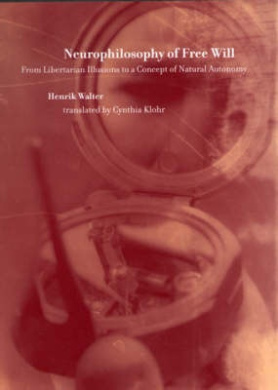 Neurophilosophy of Free Will
From Libertarian Illusions to a Concept of Natural Autonomy
Henrik Walter
translated by Cynthia Klohr